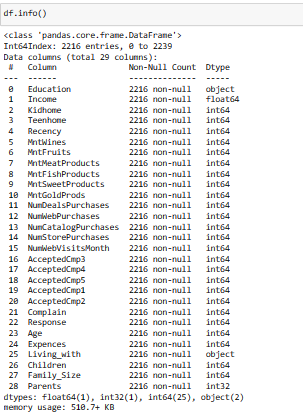 df.info()
<class 'pandas.core.frame.DataFrame'>
Int64Index: 2216 entries, 0 to 2239
Data columns (total 29 columns):
 #   Column               Non-Null Count  Dtype
---  ------               --------------  -----
 0   Education            2216 non-null   object
 1   Income               2216 non-null   float64
 2   Kidhome              2216 non-null   int64
 3   Teenhome             2216 non-null   int64
 4   Recency              2216 non-null   int64
 5   MntWines             2216 non-null   int64
 6   MntFruits            2216 non-null   int64
 7   MntMeatProducts      2216 non-null   int64
 8   MntFishProducts      2216 non-null   int64
 9   MntSweetProducts     2216 non-null   int64
 10  MntGoldProds         2216 non-null   int64
 11  NumDealsPurchases    2216 non-null   int64
 12  NumWebPurchases      2216 non-null   int64
 13  NumCatalogPurchases  2216 non-null   int64
 14  NumStorePurchases    2216 non-null   int64
 15  NumWebVisitsMonth    2216 non-null   int64
 16  AcceptedCmp3         2216 non-null   int64
 17  AcceptedCmp4         2216 non-null   int64
 18  AcceptedCmp5         2216 non-null   int64
 19  AcceptedCmp1         2216 non-null   int64
 20  AcceptedCmp2         2216 non-null   int64
 21  Complain             2216 non-null   int64
 22  Response             2216 non-null   int64
 23  Age                  2216 non-null   int64
 24  Expences             2216 non-null   int64
 25  Living_with          2216 non-null   object
 26  Children             2216 non-null   int64
 27  Family_Size          2216 non-null   int64
 28  Parents              2216 non-null   int32
dtypes: float64(1), int32(1), int64(25), object(2)
memory usage: 510.7+ KB